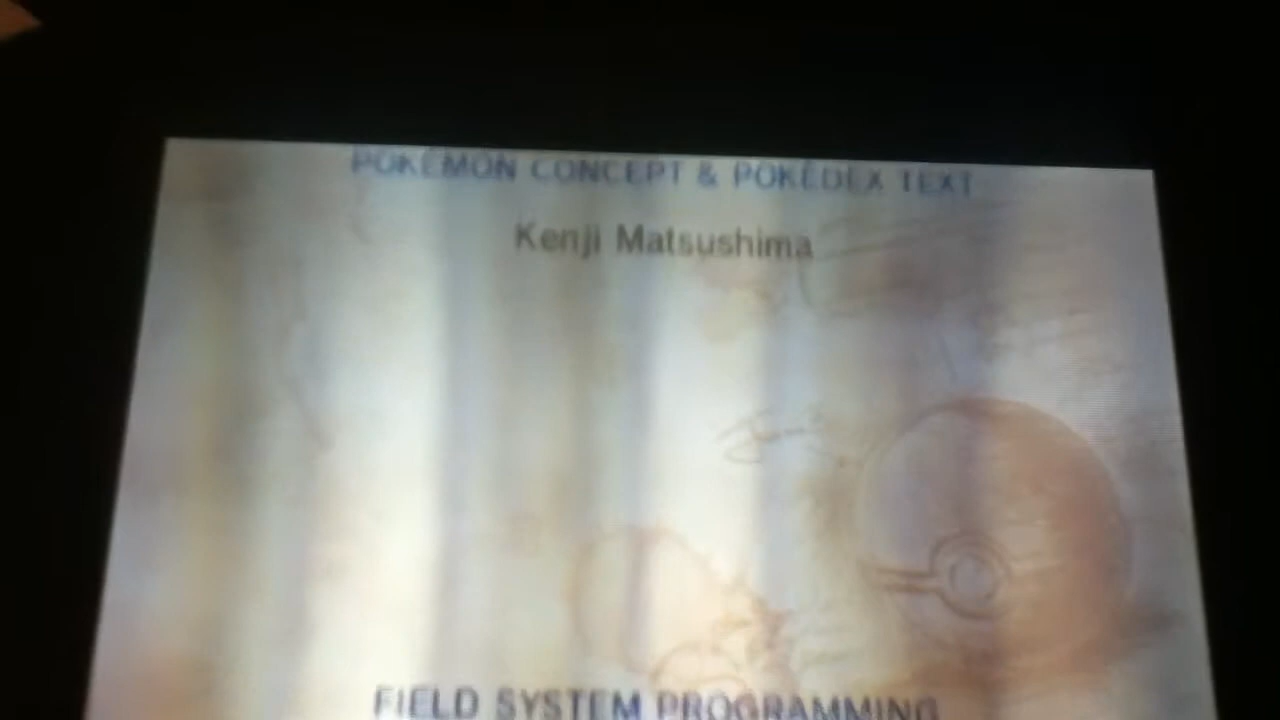 POKÉMON CONCEPT & POKÉDEX TEXT
Kenji Matsushima
FIELD SYSTEM PROGRAMMING